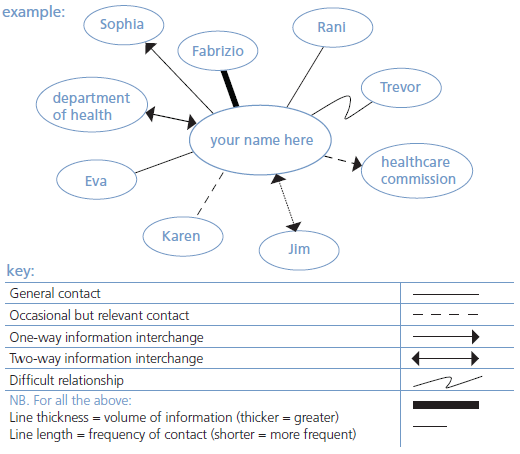 example:
Sophia
Fabrizio
Rani
Trevor
department
of health
your name here
healthcare
commission
Eva
Karen
Jim
key:
General contact
Occasional but relevant contact
One-way information interchange
Two-way information interchange
Difficult relationship
NB. For all the above:
Line thickness = volume of information (thicker = greater)
Line length = frequency of contact (shorter = more frequent)